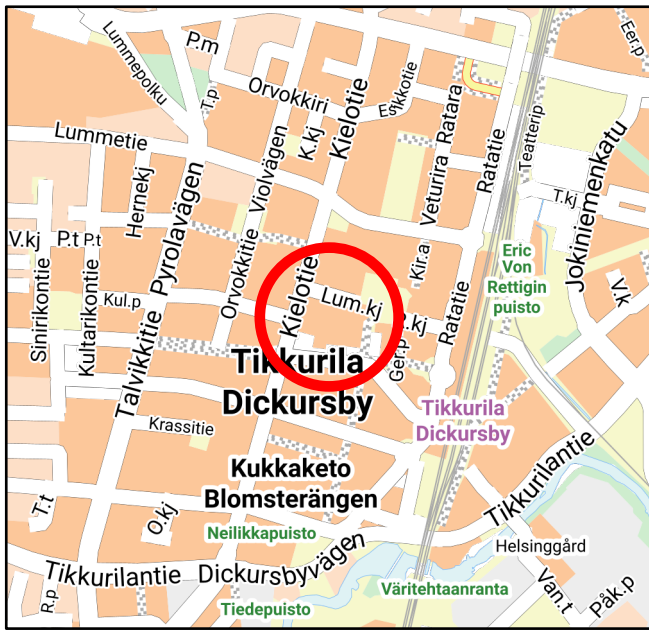 P.m
Eer.p
Lummepolku
T.p.
Orvokkiri
Esikkotie
Kielotie
K.kj
Violvägen
Orvokkitie
Lummetie
Hernekj
Pyrolavägen
Talvikkitie
Veturira
Ratara
Ratatie
Teatterip
T.kj
Jokiniemenkatu
V.kj
P.t
P.t
Sinirikontie
Kultarikontie
Kul.p
Kielotie
Lum.kj
P.kj
Kir.a
Ger.p
Ratatie
Eric
Von
Rettigin
puisto
V.k
Tikkurila
Dickursby
Tikkurila
Dickursby
Krassitie
Kukkaketo
Blomsterängen
Neilikkapuisto
T.t
O.kj
Tikkurilantie
Tikkurilantie
Dickursbyvägen
Helsinggård
Väritehtaanranta
Tiedepuisto
R.p
Van.t
Påk.p